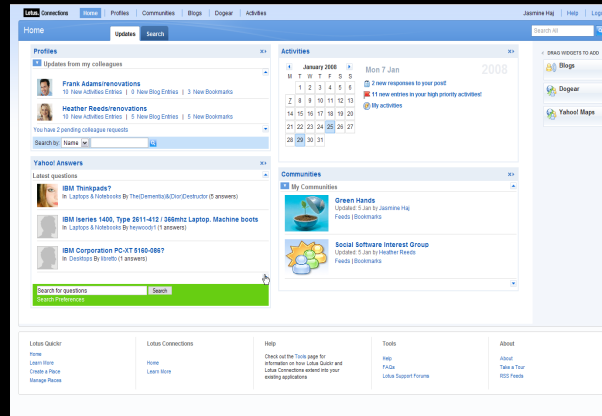 Lotus. Connections Home Profiles Communities Blogs Dogear Activities Jasmine Haj Help
Home Updates Search Search All
Profiles
Updates from my colleagues
Frank Adams/renovations
10 New Activities Entries | 0 New Blog Entries | 3 New Bookmarks
Heather Reeds/renovations
10 New Activities Entries | 5 New Blog Entries | 5 New Bookmarks
You have 2 pending colleague requests
Search by: Name
Activities
January 2008
M T W T F S S
1 2 3 4 5 6
7 8 9 10 11 12 13
14 15 16 17 18 19 20
21 22 23 24 25 26 27
28 29 30 31
Mon 7 Jan 2008
2 new responses to your post!
11 new entries in your high priority activities!
My activities
DRAG WIDGETS TO ADD
Blogs
Dogear
Yahoo! Maps
Yahoo! Answers
Latest questions
IBM Thinkpads?
In Laptops & Notebooks By The(Dementio)&(Dior)Destructor (5 answers)
IBM Iseries 1400, Type 2611-412 / 366mhz Laptop. Machine boots
In Laptops & Notebooks By heywoody1 (1 answers)
IBM Corporation PC-XT 5160-086?
In Desktops By libretto (1 answers)
Search for questions Search
Search Preferences
Communities
My Communities
Green Hands
Updated: 5 Jan by Jasmine Haj
Feeds | Bookmarks
Social Software Interest Group
Updated: 5 Jan by Heather Reeds
Feeds | Bookmarks
Lotus Quickr
Home
Learn More
Create a Place
Manage Places
Lotus Connections
Home
Learn More
Help
Check out the Tools page for
information on how Lotus Quickr and
Lotus Connections extend into your
existing applications
Tools
Help
FAQs
Lotus Support Forums
About
About
Take a Tour
RSS Feeds